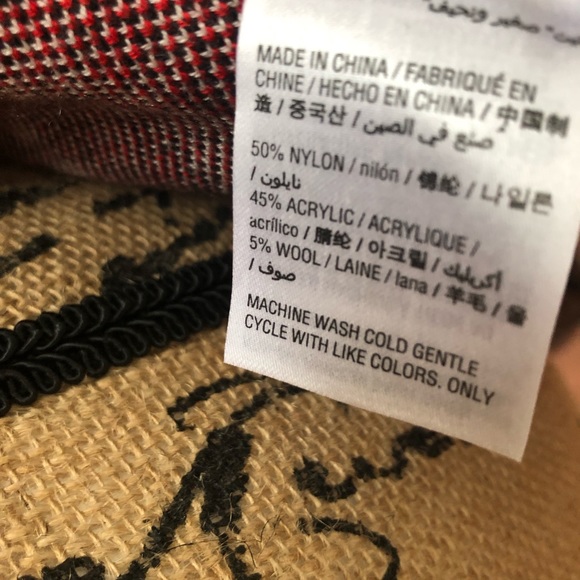 صغير ونحيف"
MADE IN CHINA / FABRIQUÉ EN
CHINE / HECHO EN CHINA / 中国制
造 / 중국산 / صنع في الصين
50% NYLON / nilón / 锦纶 / 나일론
/ نايلون
45% ACRYLIC / ACRYLIQUE /
acrílico / 腈纶 / 아크릴 / أكريليك
5% WOOL / LAINE / lana / 羊毛 / 울
/ صوف
MACHINE WASH COLD GENTLE
CYCLE WITH LIKE COLORS. ONLY